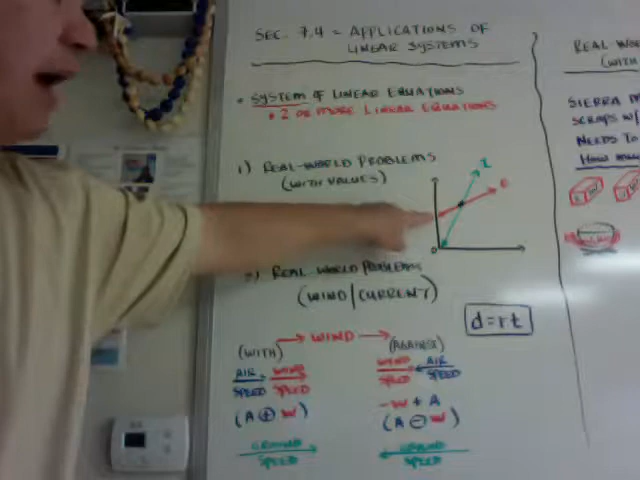 SEC. 7.4 = APPLICATIONS OF
LINEAR SYSTEMS
• SYSTEM OF LINEAR EQUATIONS
• 2 OR MORE LINEAR EQUATIONS
1) REAL-WORLD PROBLEMS
(WITH VALUES)
REAL WORLD PROBLEMS
(WIND/CURRENT)
d=rt
WIND
(WITH)
AIR SPEED
WIND SPEED
(A + W)
GROUND SPEED
(AGAINST)
WIND SPEED
AIR SPEED
-W + A
(A - W)
GROUND SPEED
REAL
(WITH
SIERRA
SCRAPS W/
NEEDS TO
HOW